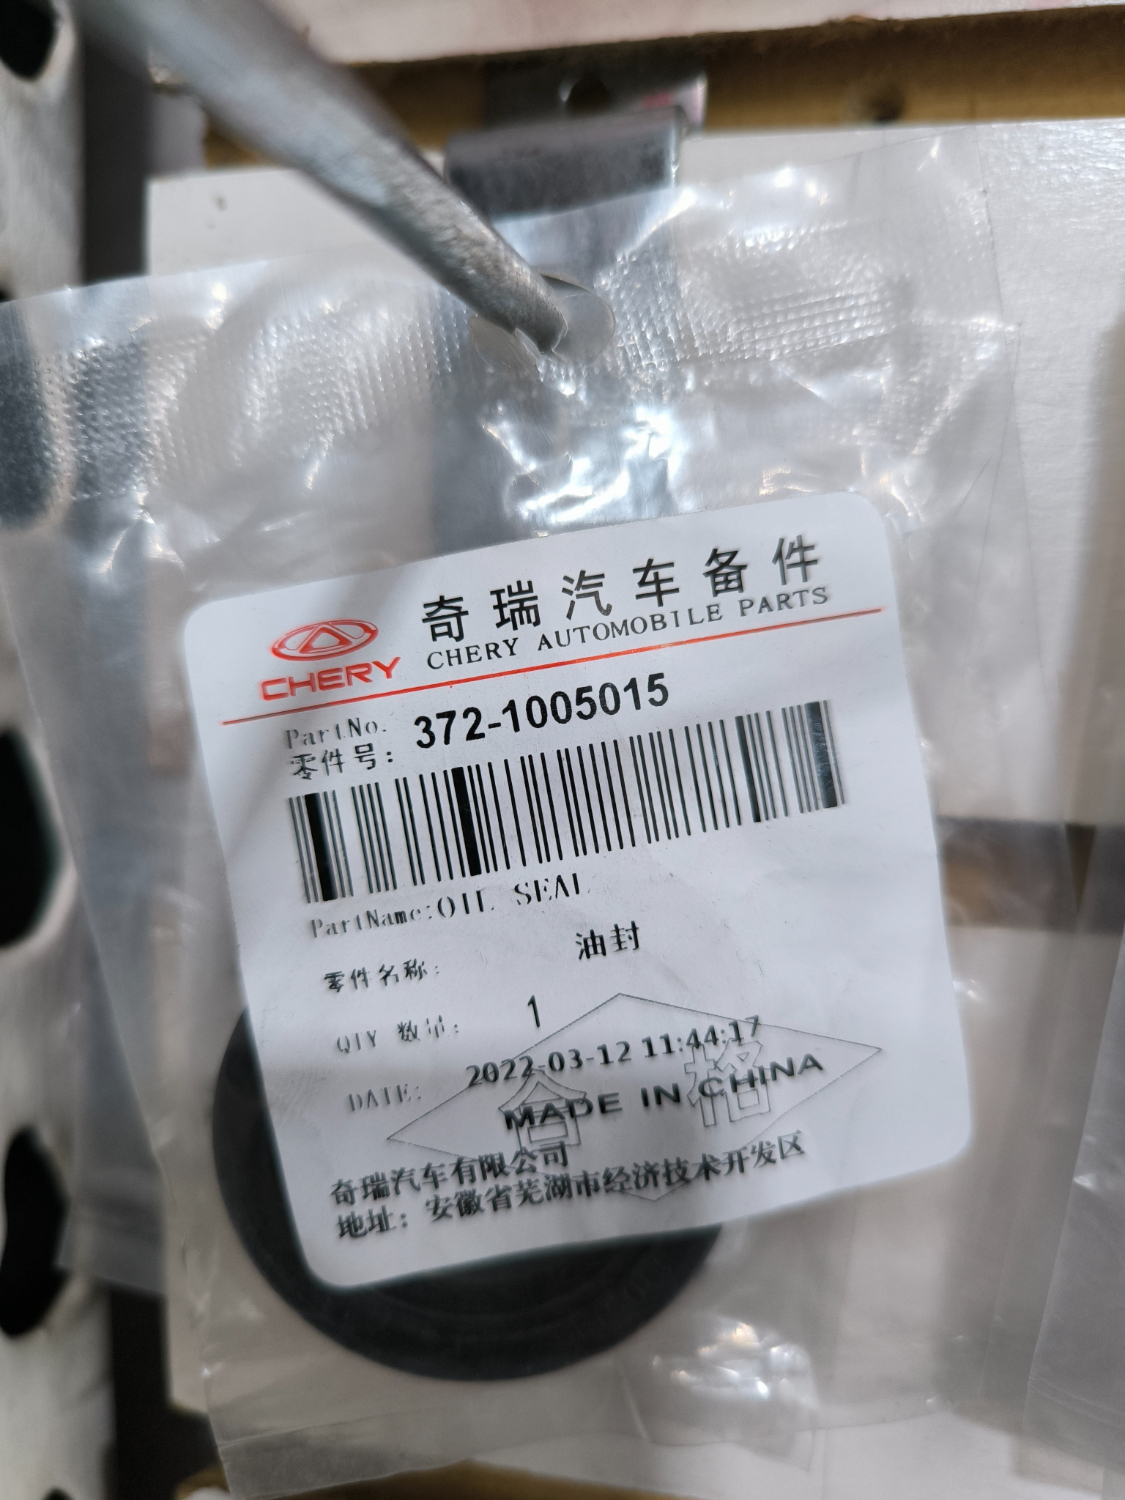 奇瑞汽车备件
CHERY AUTOMOBILE PARTS
CHERY
PartNo.
零件号: 372-1005015
PartName:OIL SEAL
零件名称: 油封
QTY 数量: 1
DATE: 2022-03-12 11:44:17
合格
MADE IN CHINA
奇瑞汽车有限公司
地址: 安徽省芜湖市经济技术开发区